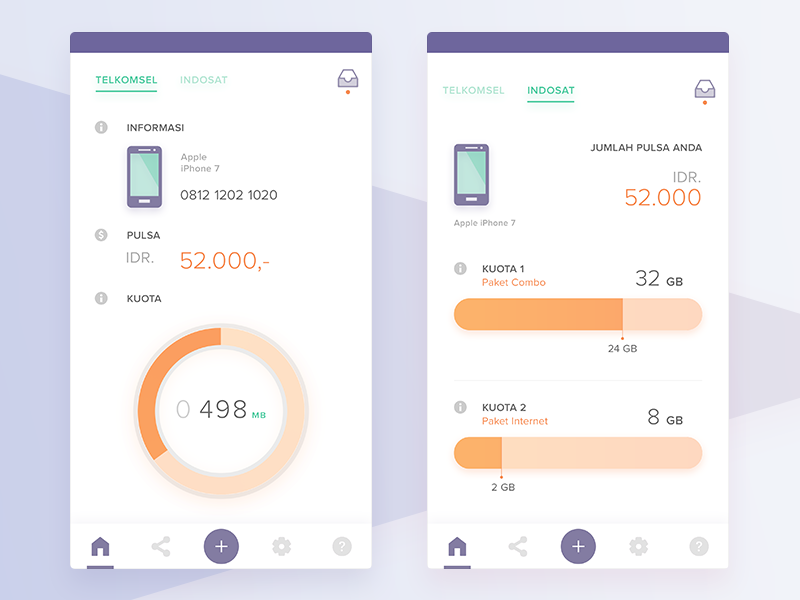 TELKOMSEL INDOSAT
INFORMASI
Apple
iPhone 7
0812 1202 1020
$ PULSA
IDR. 52.000,-
KUOTA
0 498 MB
+ ?
TELKOMSEL INDOSAT
JUMLAH PULSA ANDA
IDR.
52.000
Apple iPhone 7
KUOTA 1
Paket Combo
32 GB
24 GB
KUOTA 2
Paket Internet
8 GB
2 GB
+ ?